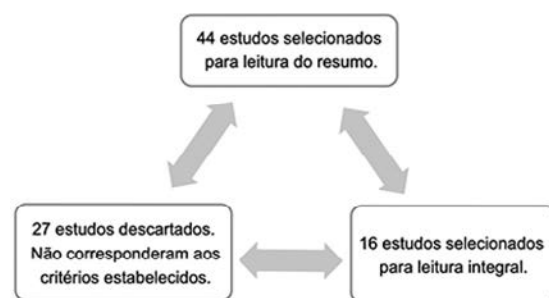 44 estudos selecionados
para leitura do resumo.
27 estudos descartados.
Não corresponderam aos
critérios estabelecidos.
16 estudos selecionados
para leitura integral.